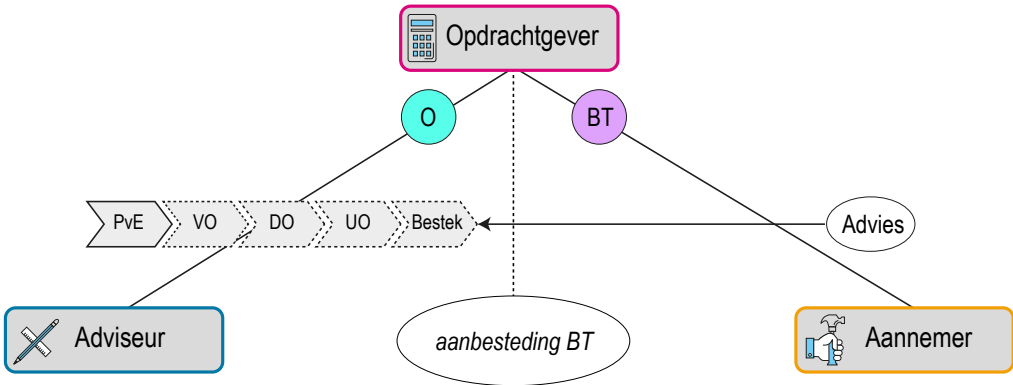 Opdrachtgever
O
BT
PvE
VO
DO
UO
Bestek
Advies
Adviseur
aanbesteding BT
Aannemer